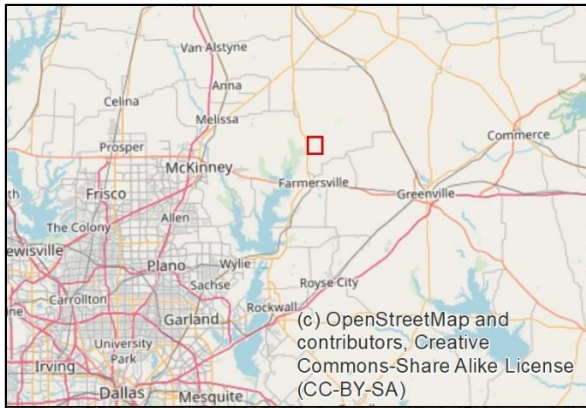 Van Alstyne
Anna
Celina
Melissa
Commerce
Prosper
McKinney
Farmersville
Frisco
Greenville
Allen
The Colony
ewisville
Plano
Wylie
Sachse
Royse City
Carrollton
Rockwall
Garland
University
Park
Irving
Dallas
Mesquite
(c) OpenStreetMap and
contributors, Creative
Commons-Share Alike License
(CC-BY-SA)